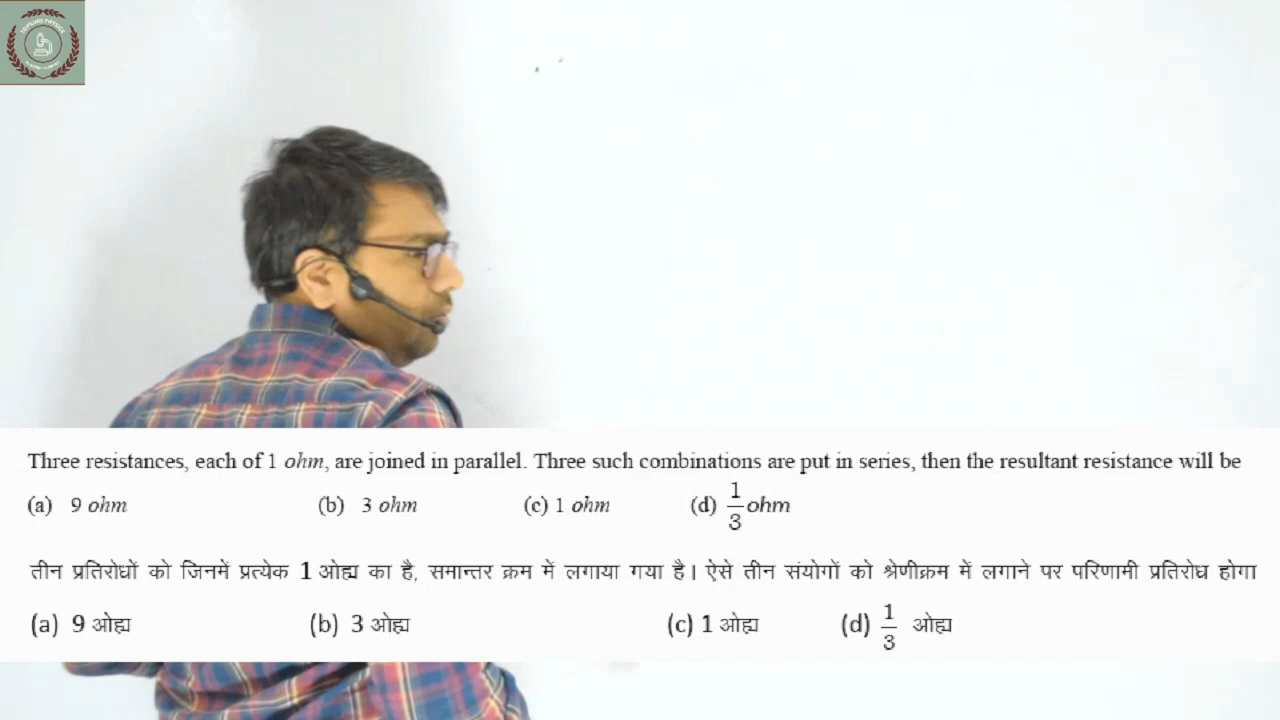 Three resistances, each of 1 ohm, are joined in parallel. Three such combinations are put in series, then the resultant resistance will be
(a) 9 ohm (b) 3 ohm (c) 1 ohm (d) 1/3 ohm
तीन प्रतिरोधों को जिनमें प्रत्येक 1 ओह्म का है, समान्तर क्रम में लगाया गया है। ऐसे तीन संयोगों को श्रेणीक्रम में लगाने पर परिणामी प्रतिरोध होगा
(a) 9 ओह्म (b) 3 ओह्म (c) 1 ओह्म (d) 1/3 ओह्म